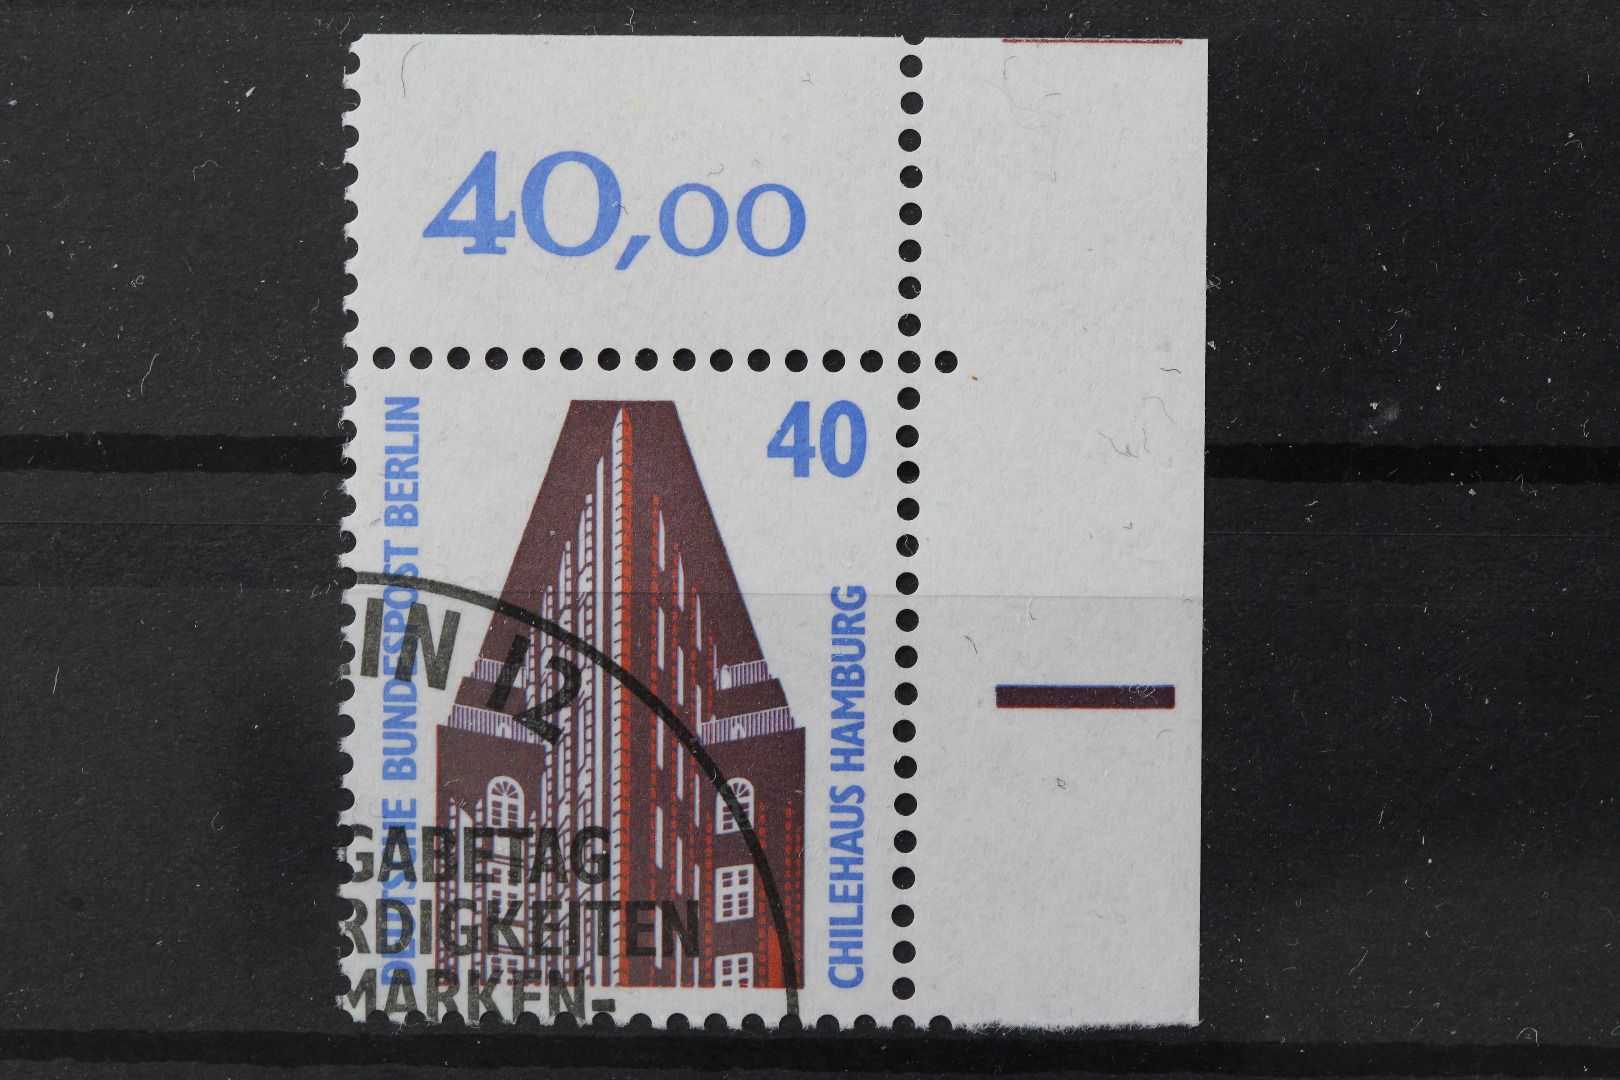 40,00
40
DEUTSCHE BUNDESPOST BERLIN
CHILEHAUS HAMBURG
IN 12
GABETAG
RDIGKEITEN
MARKEN-